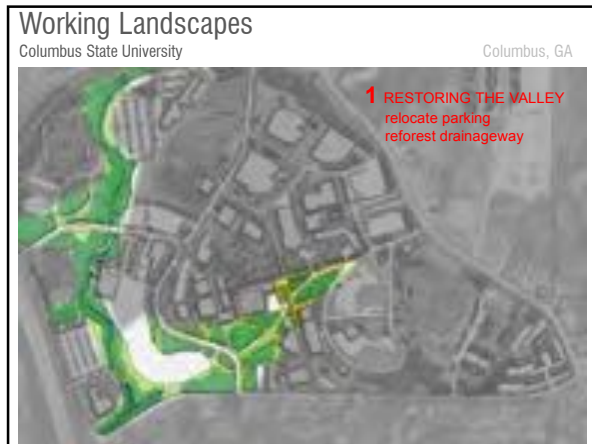 Working Landscapes
Columbus State University
Columbus, GA
1 RESTORING THE VALLEY
relocate parking
reforest drainageway